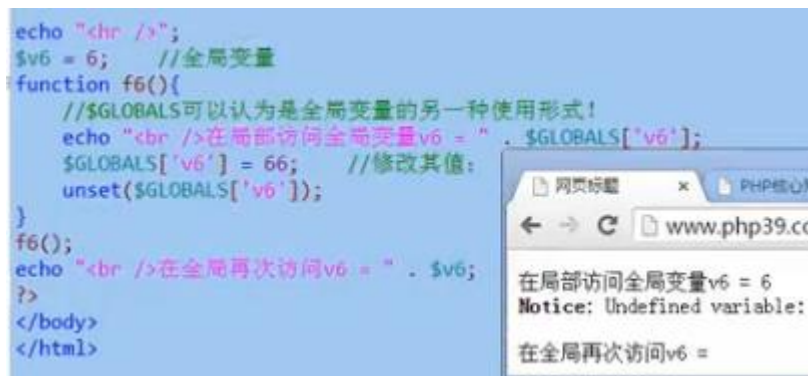 echo "<hr />";
$v6 = 6; //全局变量
function f6(){
//$GLOBALS可以认为是全局变量的另一种使用形式!
echo "<br />在局部访问全局变量v6 = " . $GLOBALS['v6'];
$GLOBALS['v6'] = 66; //修改其值:
unset($GLOBALS['v6']);
}
f6();
echo "<br />在全局再次访问v6 = " . $v6;
?>
</body>
</html>
网页标题 × PHP核心
www.php39.co
在局部访问全局变量v6 = 6
Notice: Undefined variable:
在全局再次访问v6 =